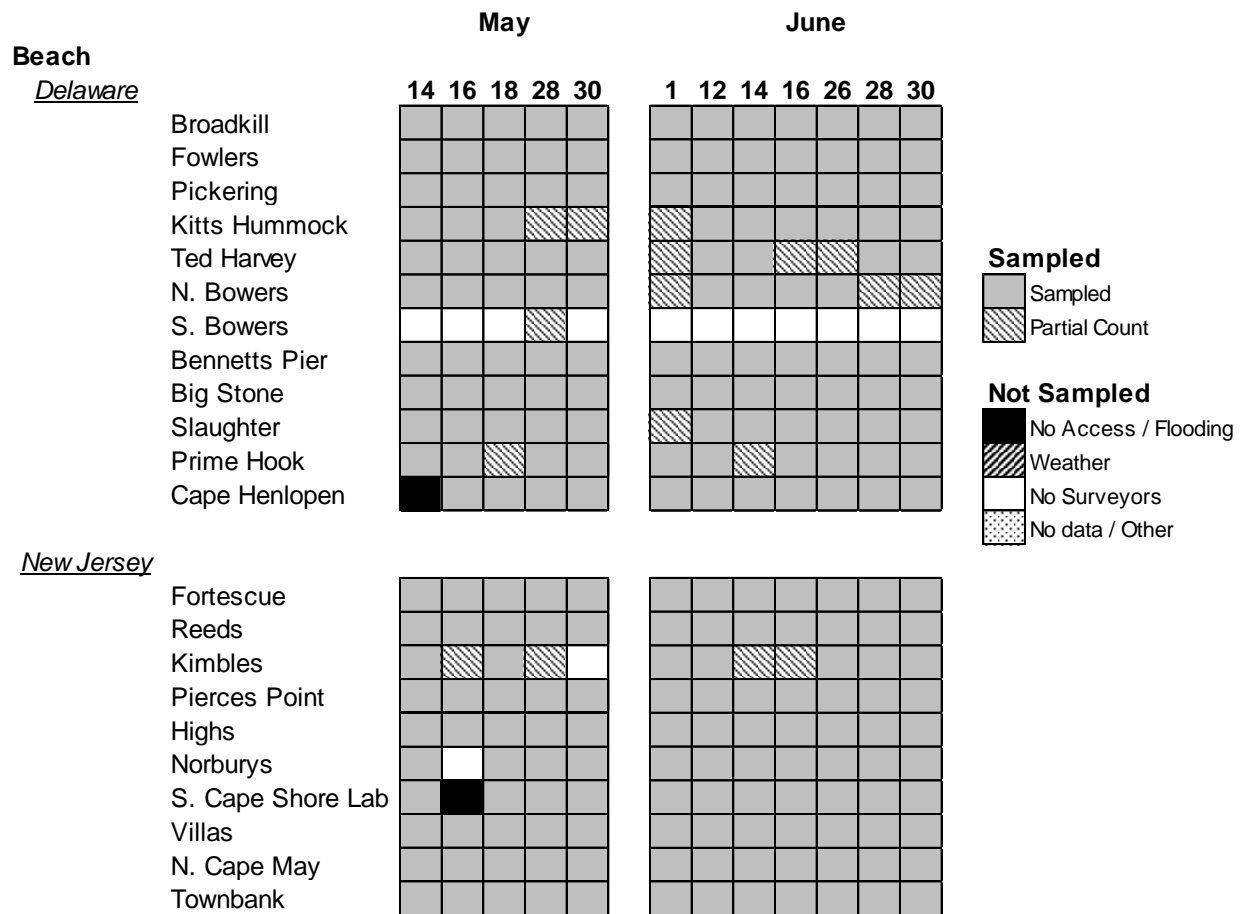 May June
Beach
Delaware 14 16 18 28 30 1 12 14 16 26 28 30
Broadkill
Fowlers
Pickering
Kitts Hummock
Ted Harvey Sampled
N. Bowers Sampled
S. Bowers Partial Count
Bennetts Pier
Big Stone Not Sampled
Slaughter No Access / Flooding
Prime Hook Weather
Cape Henlopen No Surveyors
No data / Other
New Jersey
Fortescue
Reeds
Kimbles
Pierces Point
Highs
Norburys
S. Cape Shore Lab
Villas
N. Cape May
Townbank